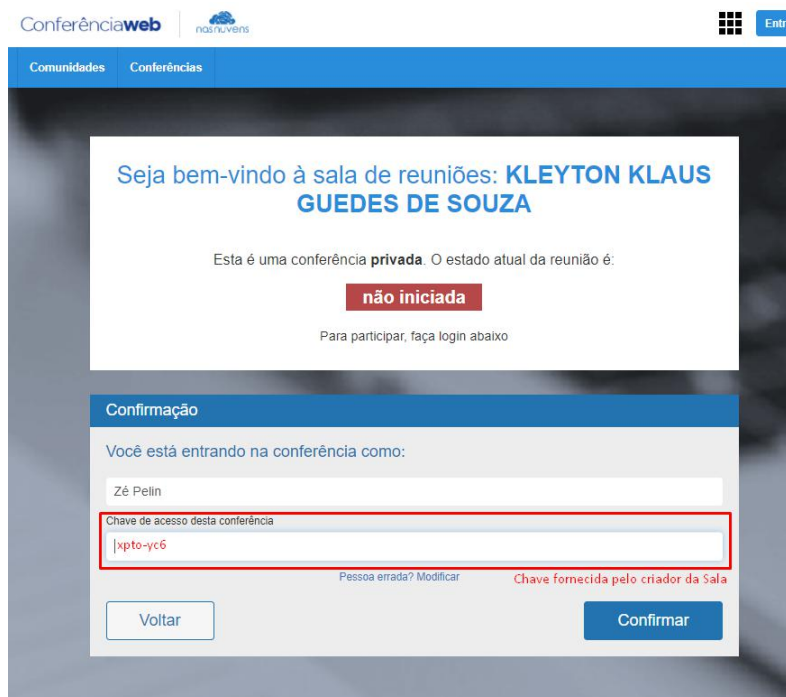 Conferênciaweb
nasnuvens
Entr
Comunidades Conferências
Seja bem-vindo à sala de reuniões: KLEYTON KLAUS
GUEDES DE SOUZA
Esta é uma conferência privada. O estado atual da reunião é:
não iniciada
Para participar, faça login abaixo
Confirmação
Você está entrando na conferência como:
Zé Pelin
Chave de acesso desta conferência
xpto-yc6
Pessoa errada? Modificar
Chave fornecida pelo criador da Sala
Voltar
Confirmar